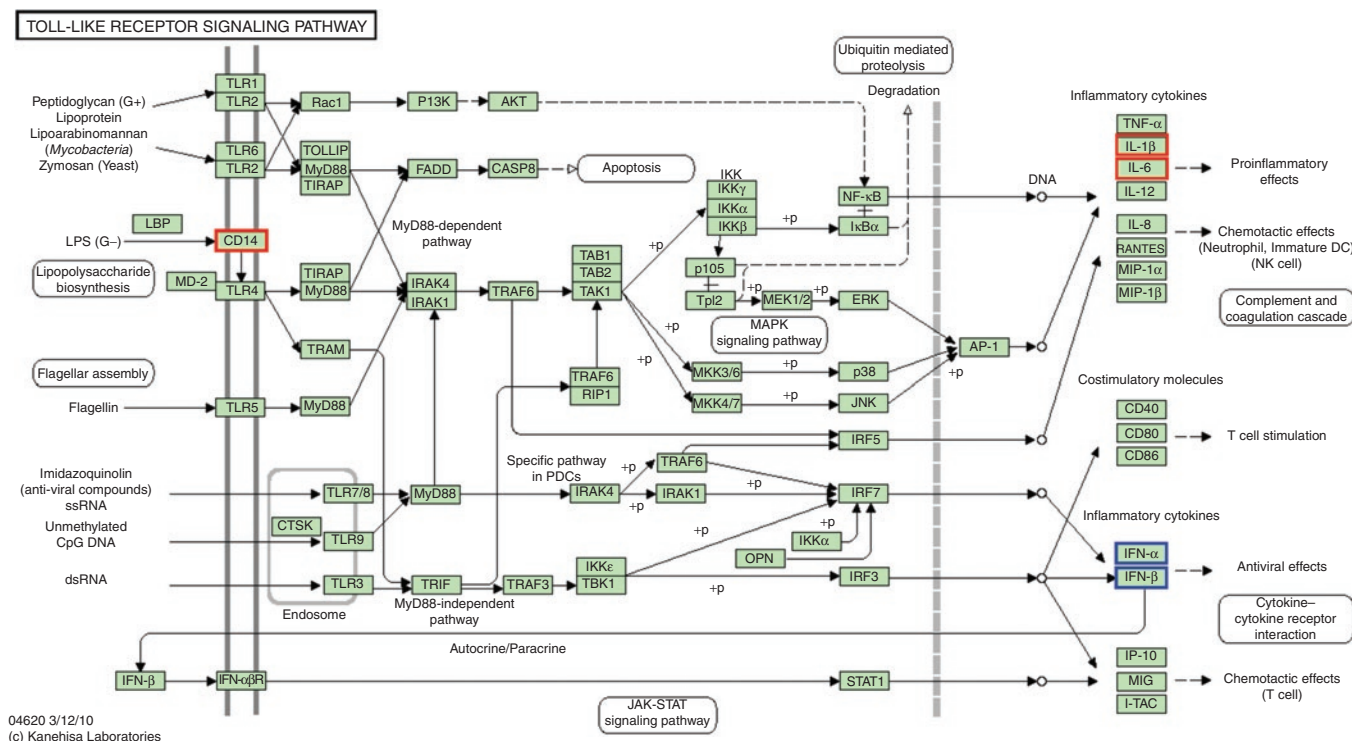 TOLL-LIKE RECEPTOR SIGNALING PATHWAY
Peptidoglycan (G+)
Lipoprotein
Lipoarabinomannan
(Mycobacteria)
Zymosan (Yeast)
TLR1
TLR2
TLR6
TLR2
Rac1
P13K
AKT
TOLLIP
MyD88
TIRAP
FADD
CASP8
Apoptosis
Ubiquitin mediated
proteolysis
Degradation
LBP
LPS (G–)
CD14
Lipopolysaccharide
biosynthesis
MD-2
TLR4
TIRAP
MyD88
MyD88-dependent
pathway
IRAK4
IRAK1
TRAF6
TAB1
TAB2
TAK1
IKK
IKKγ
IKKα
IKKβ
+p
+p
NF-κB
IκBα
p105
Tpl2
+p
MEK1/2
+p
ERK
MAPK
signaling pathway
TRAM
TRAF6
RIP1
+p
+p
MKK3/6
+p
p38
MKK4/7
+p
JNK
AP-1
+p
Flagellar assembly
Flagellin
TLR5
MyD88
IRF5
Imidazoquinolin
(anti-viral compounds)
ssRNA
TLR7/8
MyD88
Specific pathway
in PDCs
IRAK4
+p
TRAF6
+p
IRAK1
+p
IRF7
Unmethylated
CpG DNA
CTSK
TLR9
+p
OPN
IKKα
+p
dsRNA
TLR3
Endosome
TRIF
MyD88-independent
pathway
TRAF3
IKKε
TBK1
+p
IRF3
DNA
Inflammatory cytokines
TNF-α
IL-1β
IL-6
IL-12
Proinflammatory
effects
IL-8
RANTES
MIP-1α
MIP-1β
Chemotactic effects
(Neutrophil, Immature DC)
(NK cell)
Complement and
coagulation cascade
Costimulatory molecules
CD40
CD80
CD86
T cell stimulation
Inflammatory cytokines
IFN-α
IFN-β
Antiviral effects
Cytokine–
cytokine receptor
interaction
Autocrine/Paracrine
IFN-β
IFN-αβR
STAT1
JAK-STAT
signaling pathway
IP-10
MIG
I-TAC
Chemotactic effects
(T cell)
04620 3/12/10
(c) Kanehisa Laboratories